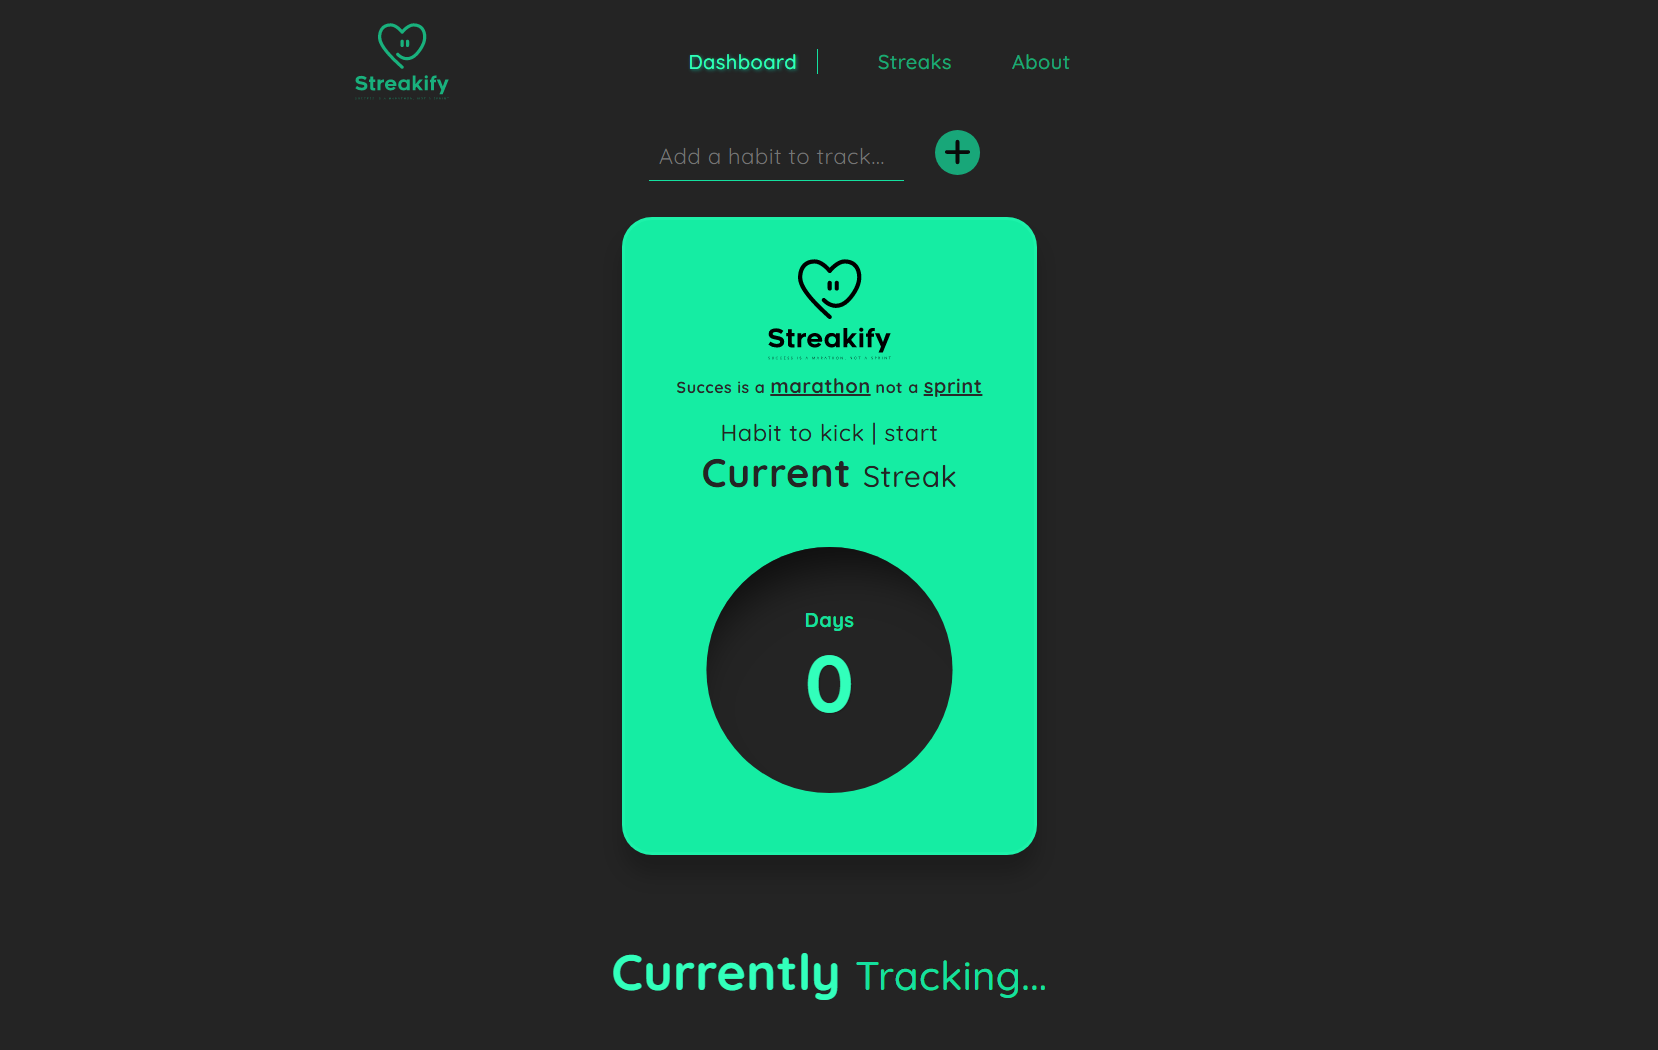 Streakify
Dashboard | Streaks About
Add a habit to track...
Streakify
SUCCESS IS A MARATHON, NOT A SPRINT
Succes is a marathon not a sprint
Habit to kick | start
Current Streak
Days
0
Currently Tracking...